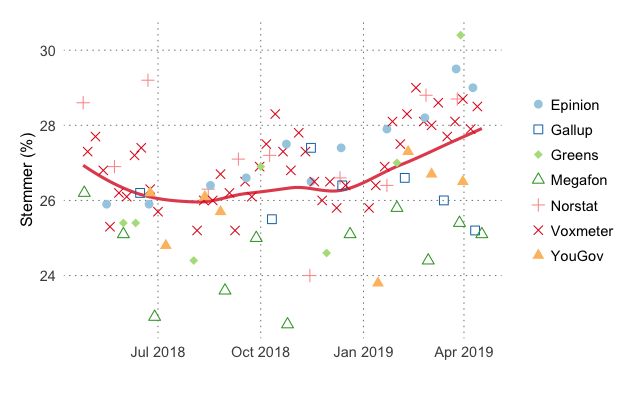 30
28
26
24
Stemmer (%)
Jul 2018
Oct 2018
Jan 2019
Apr 2019
Epinion
Gallup
Greens
Megafon
Norstat
Voxmeter
YouGov